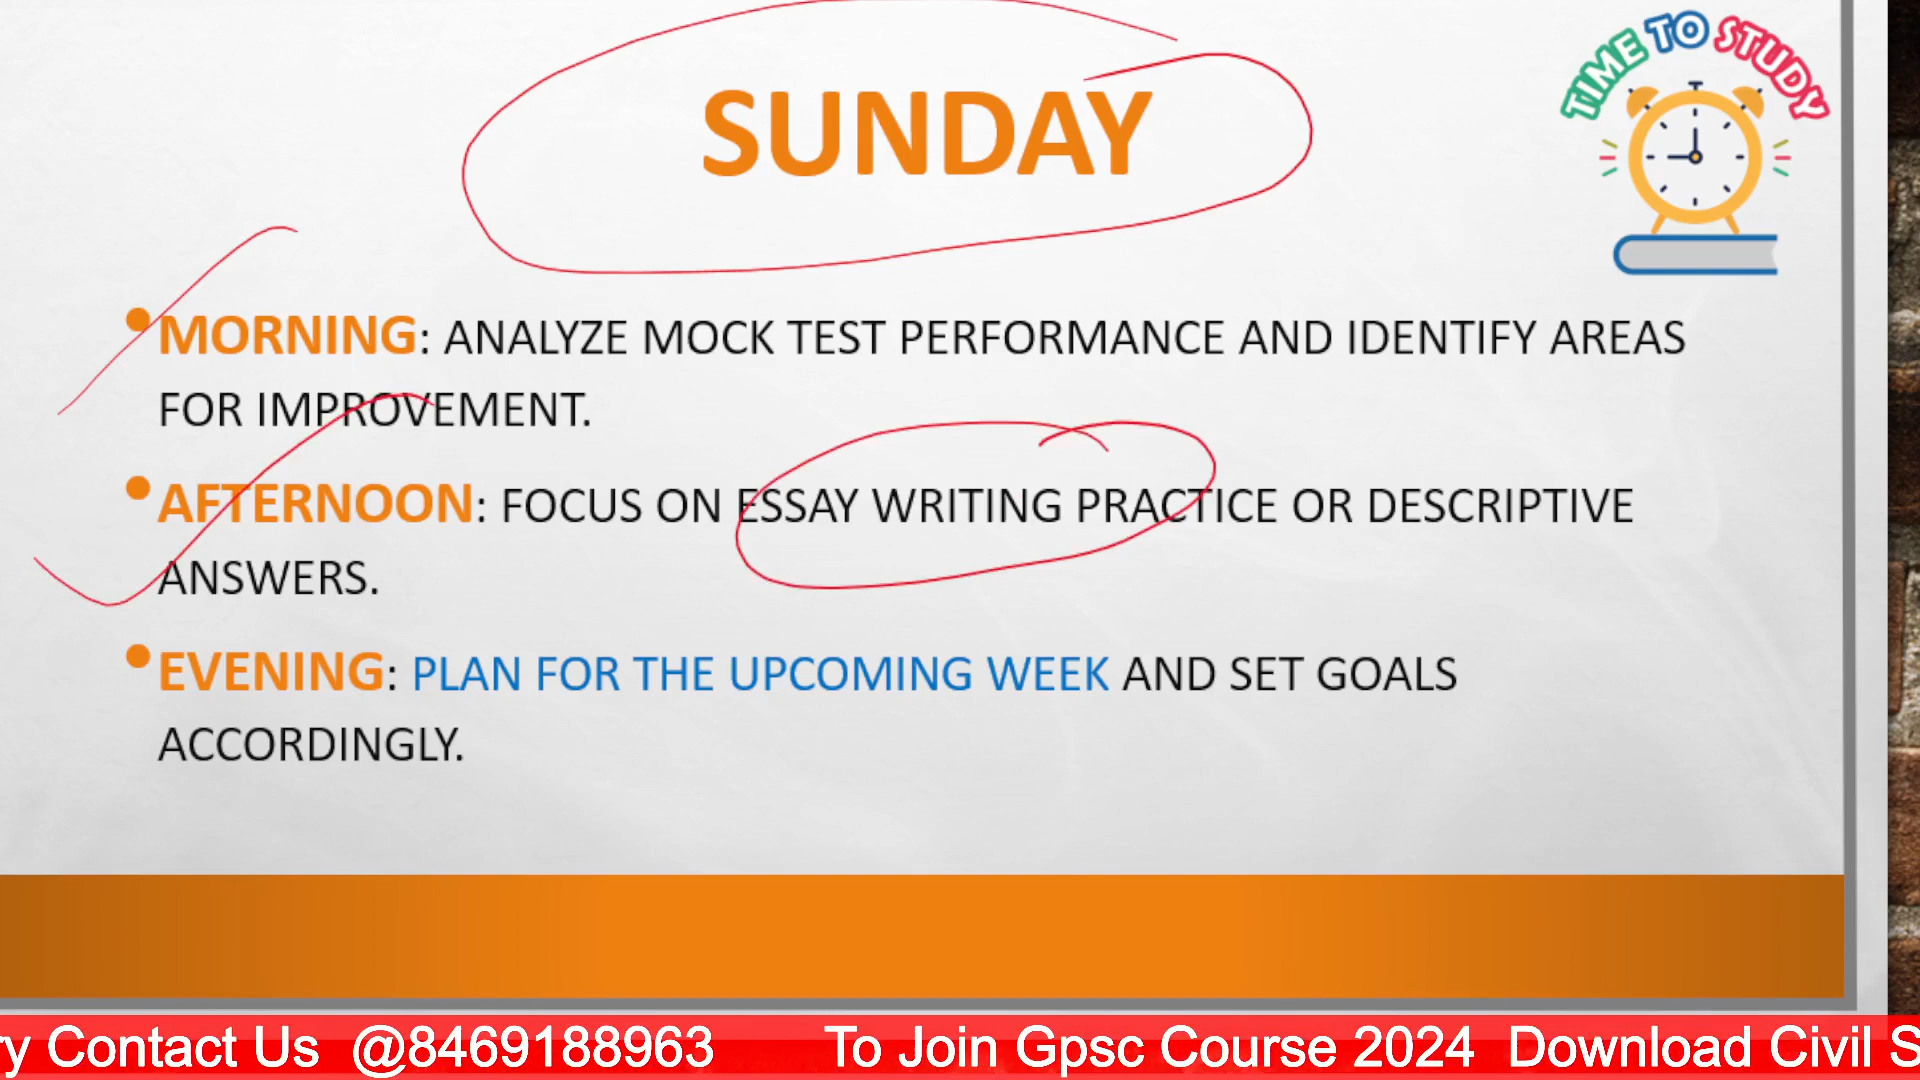 SUNDAY
TIME TO STUDY
•MORNING: ANALYZE MOCK TEST PERFORMANCE AND IDENTIFY AREAS
FOR IMPROVEMENT.
•AFTERNOON: FOCUS ON ESSAY WRITING PRACTICE OR DESCRIPTIVE
ANSWERS.
•EVENING: PLAN FOR THE UPCOMING WEEK AND SET GOALS
ACCORDINGLY.
ry Contact Us @8469188963 To Join Gpsc Course 2024 Download Civil S